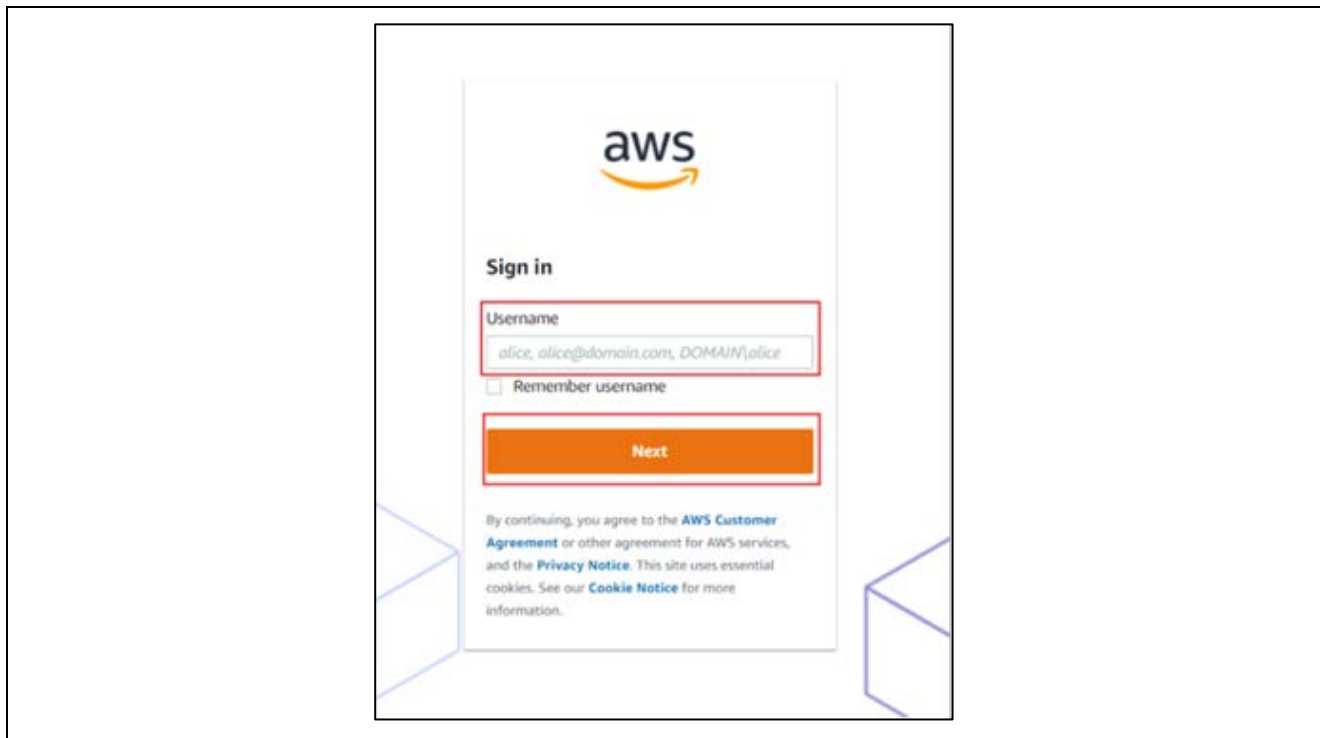 aws
Sign in
Username
alice, alice@domain.com, DOMAIN\alice
Remember username
Next
By continuing, you agree to the AWS Customer
Agreement or other agreement for AWS services,
and the Privacy Notice. This site uses essential
cookies. See our Cookie Notice for more
information.